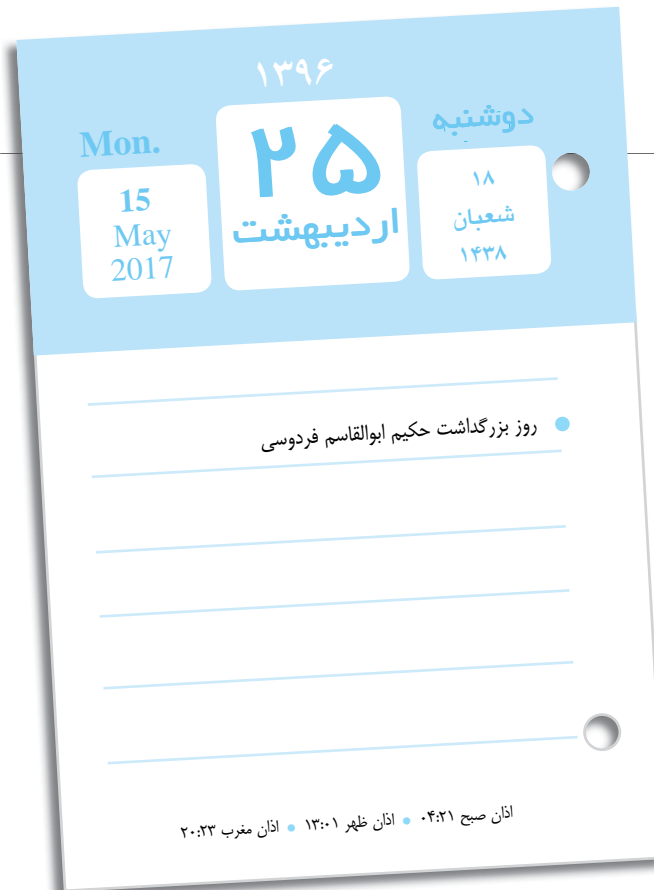 ۱۳۹۶
دوشنبه
۱۸
شعبان
۱۴۳۸
۲۵
اردیبهشت
Mon.
15
May
2017
روز بزرگداشت حکیم ابوالقاسم فردوسی
اذان صبح ۰۴:۲۱ • اذان ظهر ۱۳:۰۱ • اذان مغرب ۲۰:۲۳